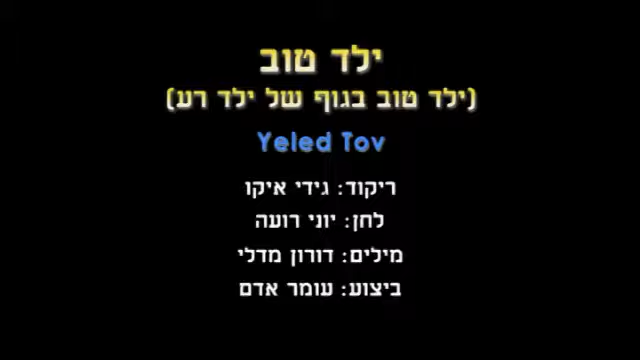 ילד טוב
(ילד טוב בגוף של ילד רע)
Yeled Tov
ריקוד: גידי איקו
לחן: יוני רועה
מילים: דורון מדלי
ביצוע: עומר אדם